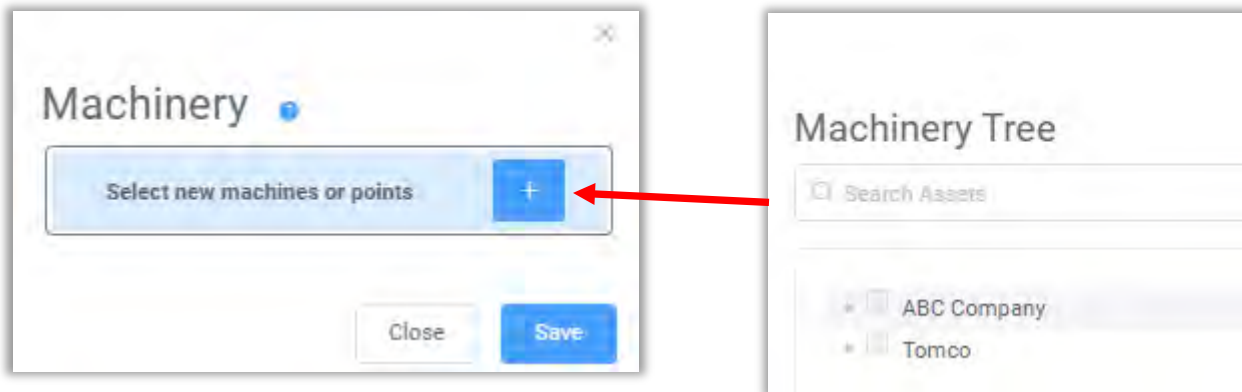 Machinery
Select new machines or points
+
Close
Save
Machinery Tree
Search Assets
ABC Company
Tomco